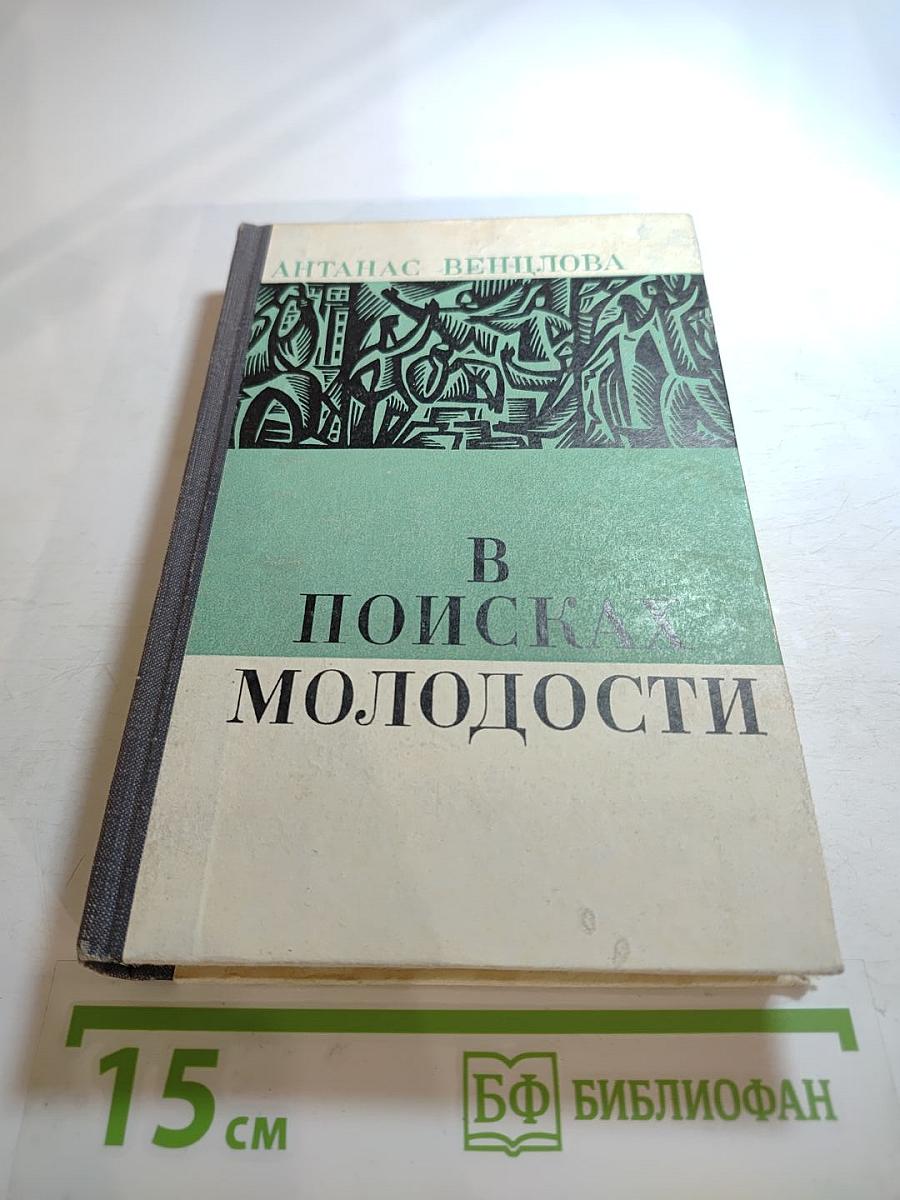 АНТАНАС ВЕНЦЛОВА
В
ПОИСКАХ
МОЛОДОСТИ
15 см
БФ БИБЛИОФАН